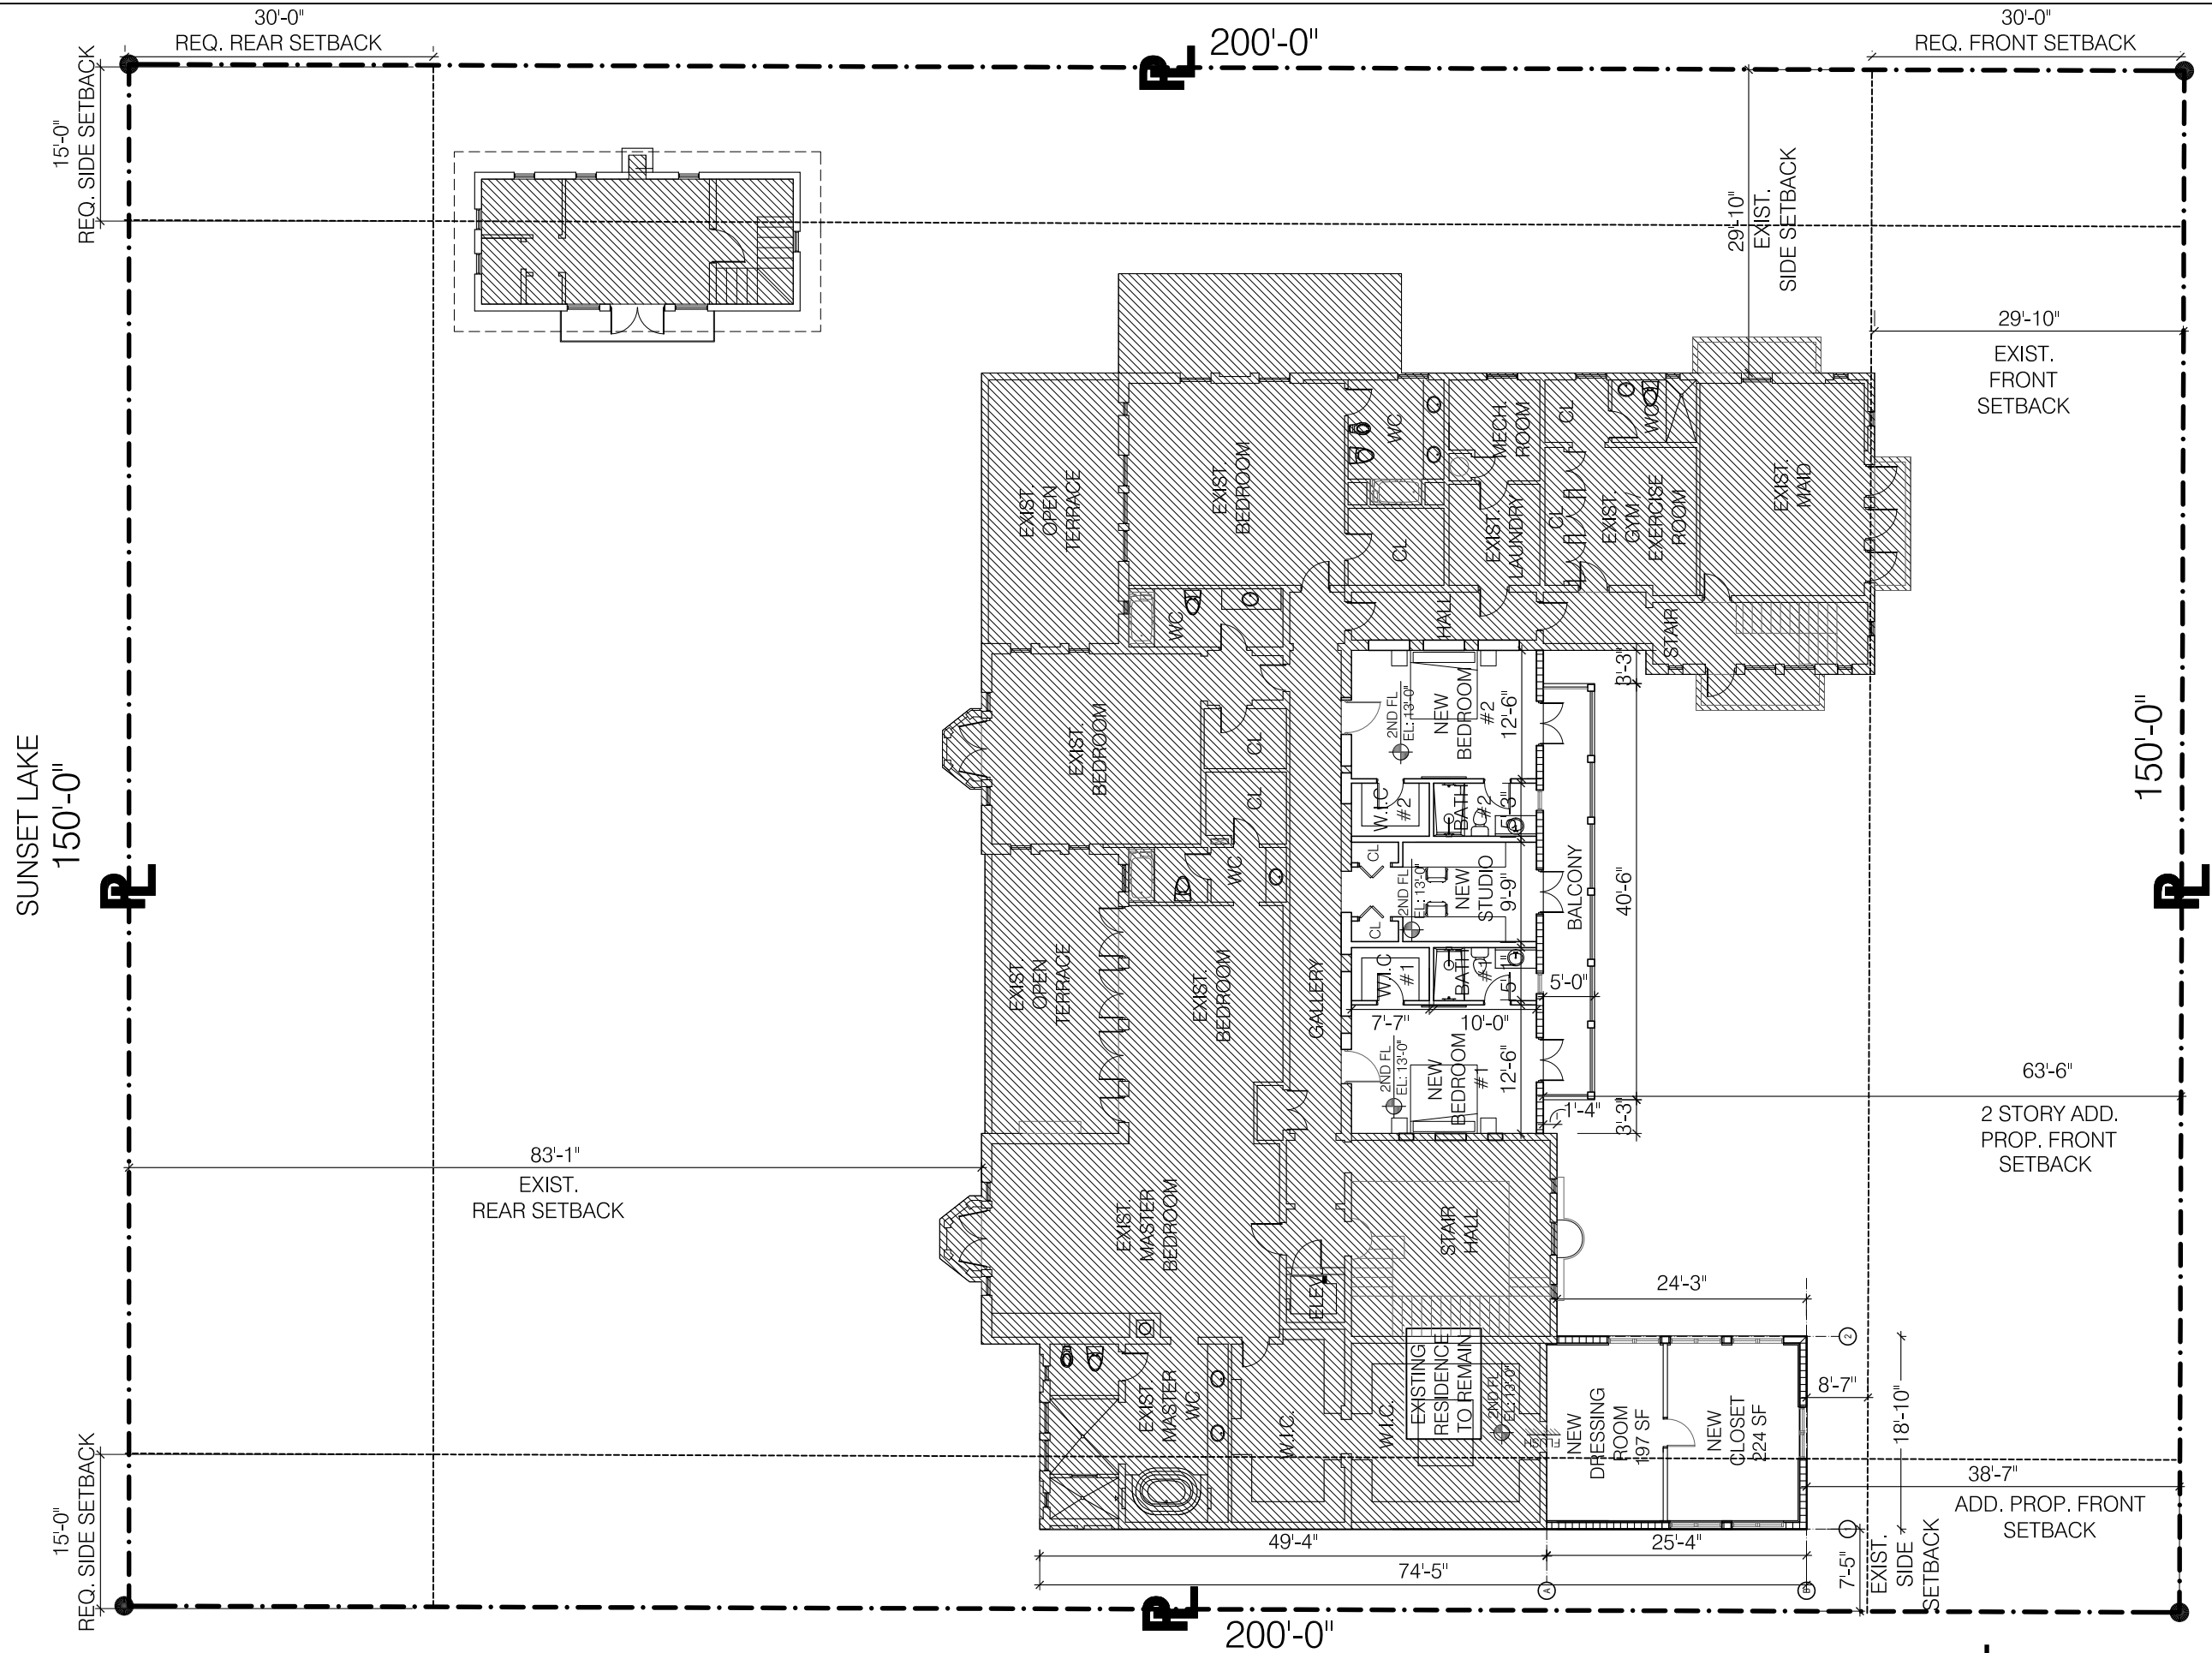 30'-0"
REQ. REAR SETBACK
200'-0"
30'-0"
REQ. FRONT SETBACK
PL
15'-0"
REQ. SIDE SETBACK
29'-10"
EXIST.
SIDE SETBACK
29'-10"
EXIST.
FRONT
SETBACK
EXIST.
OPEN
TERRACE
EXIST
BEDROOM
WC
CL
MECH.
ROOM
EXIST.
LAUNDRY
CL
WC
CL
EXIST.
GYM /
EXERCISE
ROOM
EXIST.
MAID
WC
HALL
STAIR
SUNSET LAKE
150'-0"
PL
EXIST.
BEDROOM
CL
CL
WC
2ND FL
EL: 13'-0"
NEW
BEDROOM
#2
12'-6"
3'-3"
W.I.C
#2
BATH
#2
5'-3"
CL
CL
2ND FL
EL: 13'-0"
NEW
STUDIO
9'-9"
BALCONY
40'-6"
150'-0"
PL
EXIST.
OPEN
TERRACE
EXIST.
BEDROOM
GALLERY
W.I.C
#1
BATH
#1
5'-1"
5'-0"
7'-7"
10'-0"
2ND FL
EL: 13'-0"
NEW
BEDROOM
#1
12'-6"
1'-4"
3'-3"
63'-6"
2 STORY ADD.
PROP. FRONT
SETBACK
83'-1"
EXIST.
REAR SETBACK
EXIST.
MASTER
BEDROOM
ELEV.
STAIR
HALL
24'-3"
2
EXIST
MASTER
WC
W.I.C.
W.I.C.
EXISTING
RESIDENCE
TO REMAIN
2ND FL
EL: 13'-0"
FLUSH
NEW
DRESSING
ROOM
197 SF
NEW
CLOSET
224 SF
8'-7"
18'-10"
38'-7"
ADD. PROP. FRONT
SETBACK
15'-0"
REQ. SIDE SETBACK
49'-4"
25'-4"
74'-5"
A
B
1
7'-5"
EXIST.
SIDE
SETBACK
PL
200'-0"